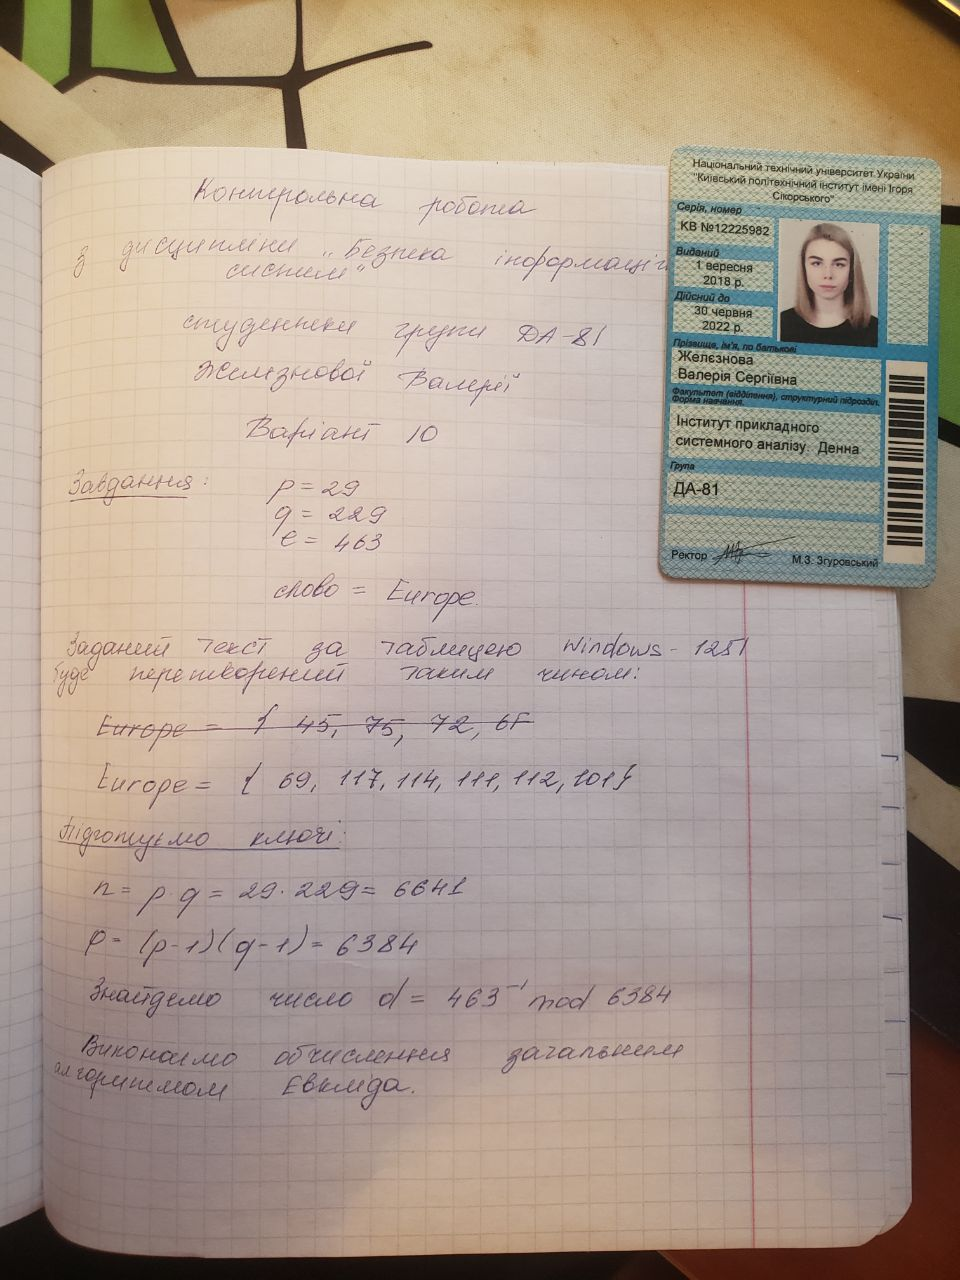 Контрольна робота
з дисципліни "Безпека інформаційн
систем"
студентки групи ДА-81
Желєзнової Валерії
Варіант 10
Завдання:
p = 29
q = 229
e = 463
слово = Europe.
Заданий текст за таблицею Windows-1251
буде перетворений таким чином:
Europe = { 45, 75, 72, 6F
Europe = { 69, 117, 114, 111, 112, 101}
Підготуємо ключі:
n = p·q = 29·229 = 6641
φ = (p-1)(q-1) = 6384
Знайдемо число d = 463⁻¹ mod 6384
Виконаємо обчислення загальним
алгоритмом Евкліда.
Національний технічний університет України
"Київський політехнічний інститут імені Ігоря
Сікорського"
Серія, номер
КВ №12225982
Виданий
1 вересня
2018 р.
Дійсний до
30 червня
2022 р.
Прізвище, ім'я, по батькові
Желєзнова
Валерія Сергіївна
Факультет (відділення), структурний підрозділ.
Форма навчання.
Інститут прикладного
системного аналізу. Денна
Група
ДА-81
Ректор М.З. Згуровський